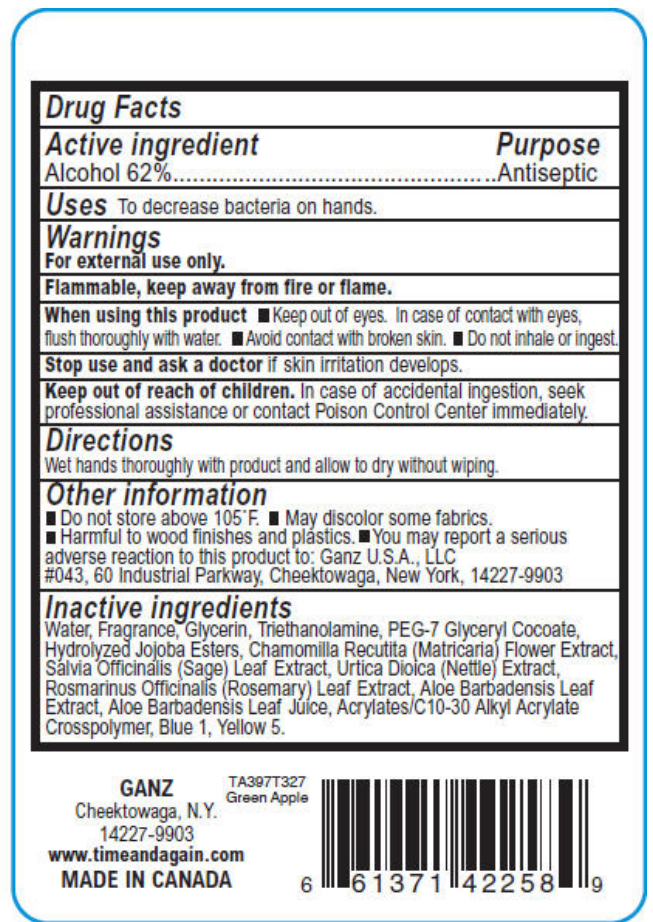 Drug Facts
Active ingredient Purpose
Alcohol 62%..................................................Antiseptic
Uses To decrease bacteria on hands.
Warnings
For external use only.
Flammable, keep away from fire or flame.
When using this product ■ Keep out of eyes. In case of contact with eyes,
flush thoroughly with water. ■ Avoid contact with broken skin. ■ Do not inhale or ingest.
Stop use and ask a doctor if skin irritation develops.
Keep out of reach of children. In case of accidental ingestion, seek
professional assistance or contact Poison Control Center immediately.
Directions
Wet hands thoroughly with product and allow to dry without wiping.
Other information
■ Do not store above 105˚F. ■ May discolor some fabrics.
■ Harmful to wood finishes and plastics. ■ You may report a serious
adverse reaction to this product to: Ganz U.S.A., LLC
#043, 60 Industrial Parkway, Cheektowaga, New York, 14227-9903
Inactive ingredients
Water, Fragrance, Glycerin, Triethanolamine, PEG-7 Glyceryl Cocoate,
Hydrolyzed Jojoba Esters, Chamomilla Recutita (Matricaria) Flower Extract,
Salvia Officinalis (Sage) Leaf Extract, Urtica Dioica (Nettle) Extract,
Rosmarinus Officinalis (Rosemary) Leaf Extract, Aloe Barbadensis Leaf
Extract, Aloe Barbadensis Leaf Juice, Acrylates/C10-30 Alkyl Acrylate
Crosspolymer, Blue 1, Yellow 5.
GANZ
Cheektowaga, N.Y.
14227-9903
www.timeandagain.com
MADE IN CANADA
TA397T327
Green Apple
6 61371 42258 9